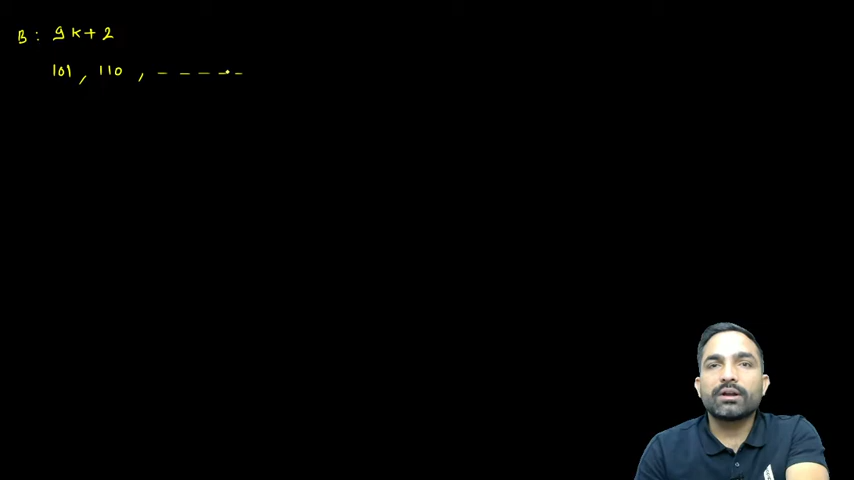 B : 9k+2
101 , 110 , – – – – –